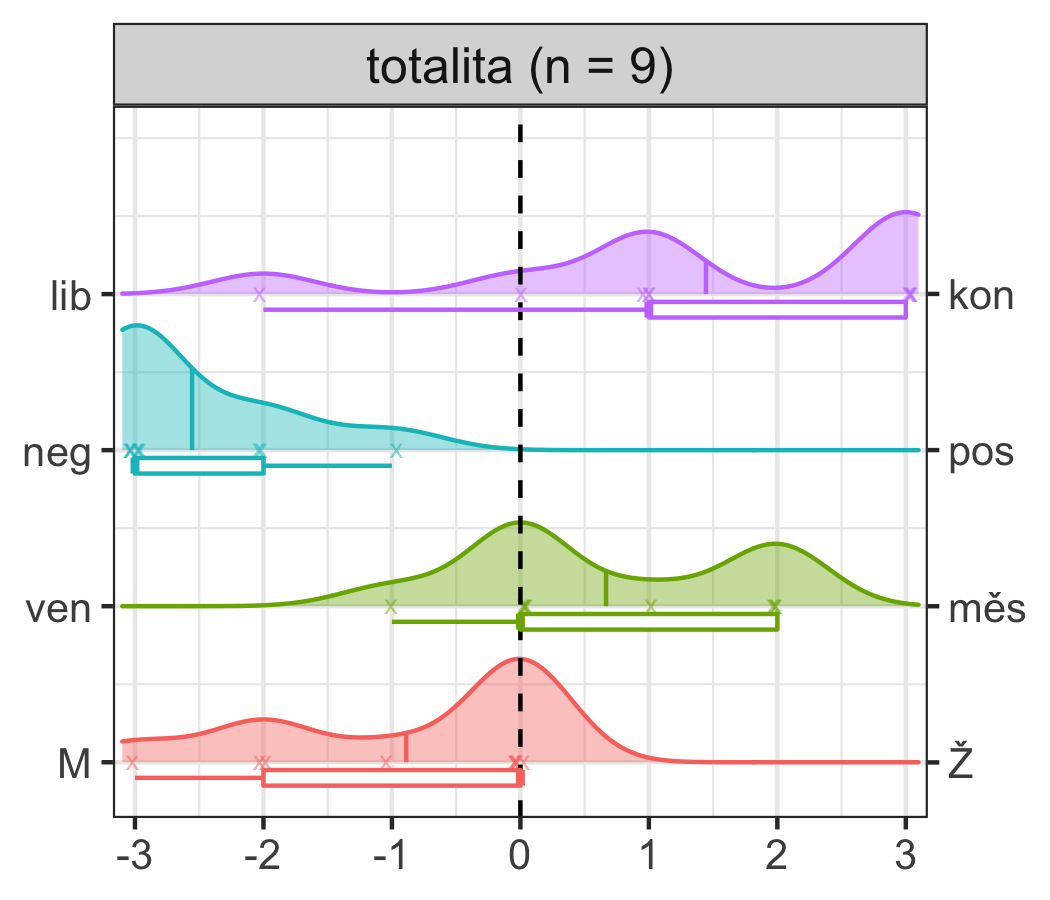 totalita (n = 9)
lib kon
neg pos
ven měs
M Ž
-3 -2 -1 0 1 2 3